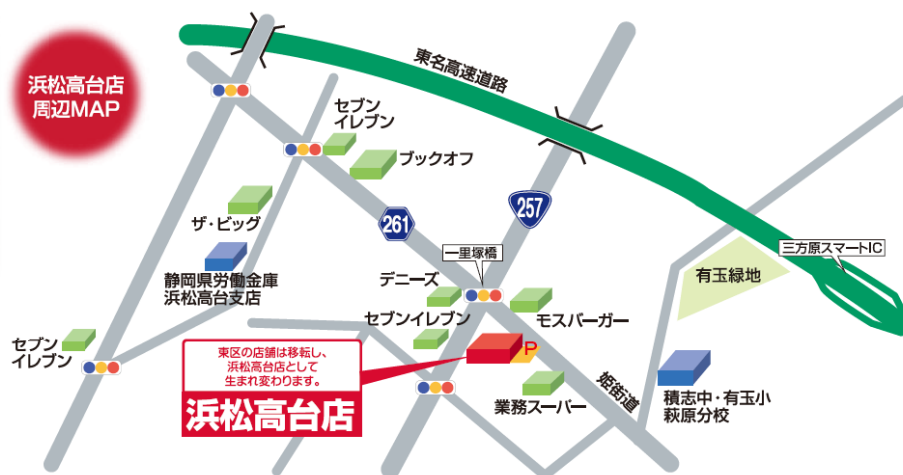 浜松高台店
周辺MAP
東名高速道路
セブン
イレブン
ブックオフ
ザ・ビッグ
261
257
一里塚橋
三方原スマートIC
静岡県労働金庫
浜松高台支店
デニーズ
有玉緑地
セブンイレブン
モスバーガー
セブン
イレブン
東区の店舗は移転し、
浜松高台店として
生まれ変わります。
浜松高台店
P
業務スーパー
姫街道
積志中・有玉小
萩原分校